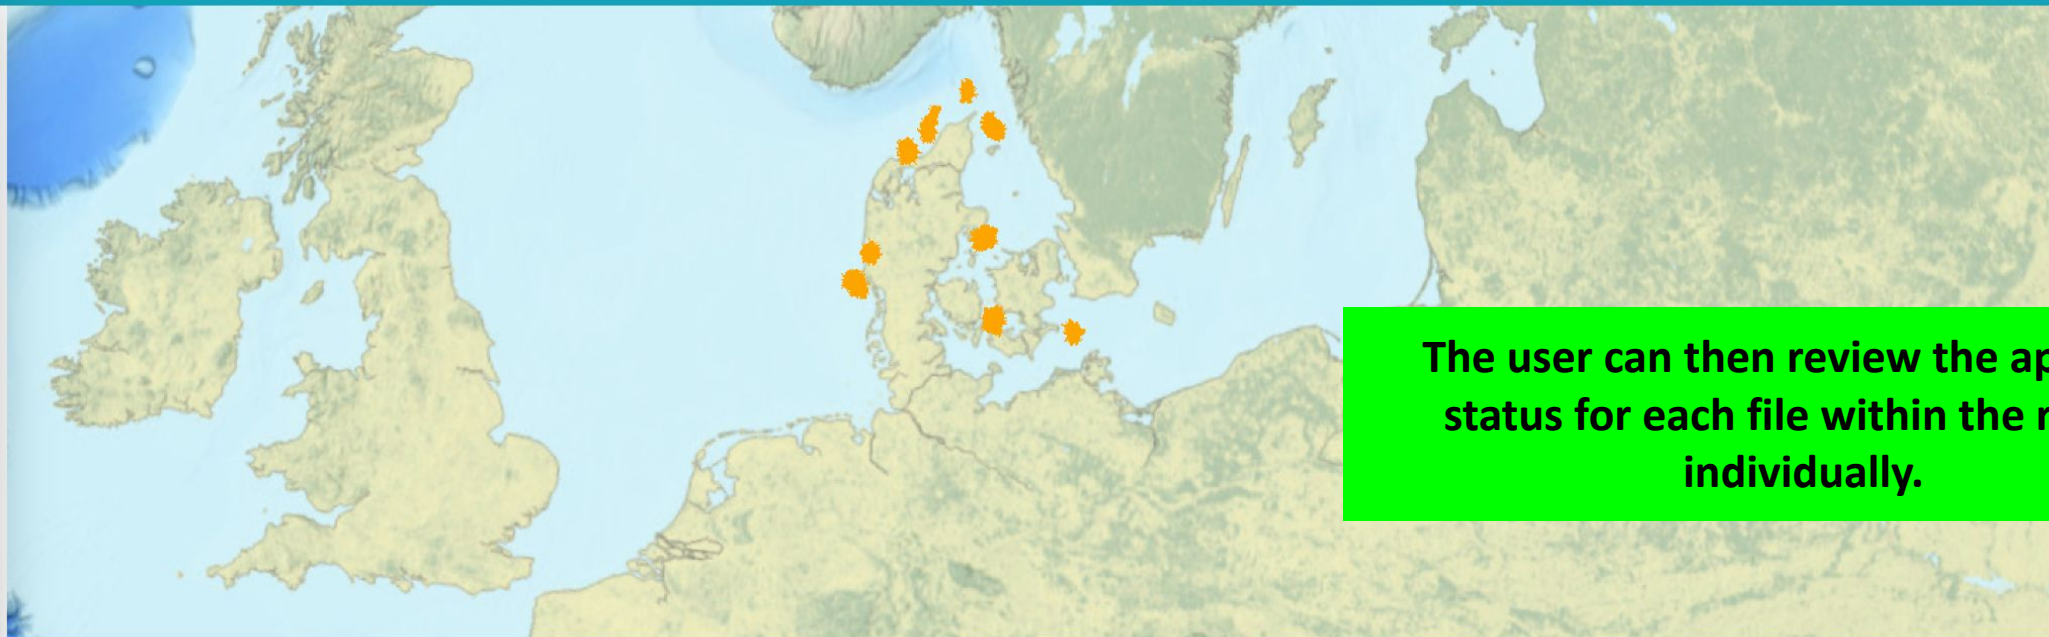 The user can then review the
status for each file within the
individually.